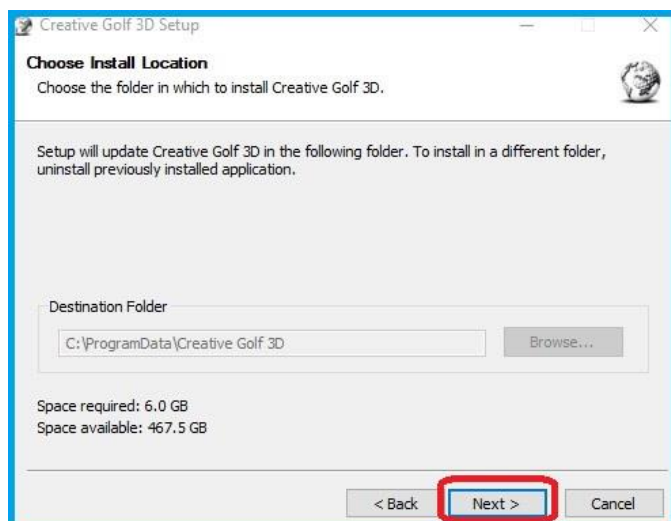 Creative Golf 3D Setup
Choose Install Location
Choose the folder in which to install Creative Golf 3D.
Setup will update Creative Golf 3D in the following folder. To install in a different folder,
uninstall previously installed application.
Destination Folder
C:\ProgramData\Creative Golf 3D
Browse...
Space required: 6.0 GB
Space available: 467.5 GB
< Back
Next >
Cancel